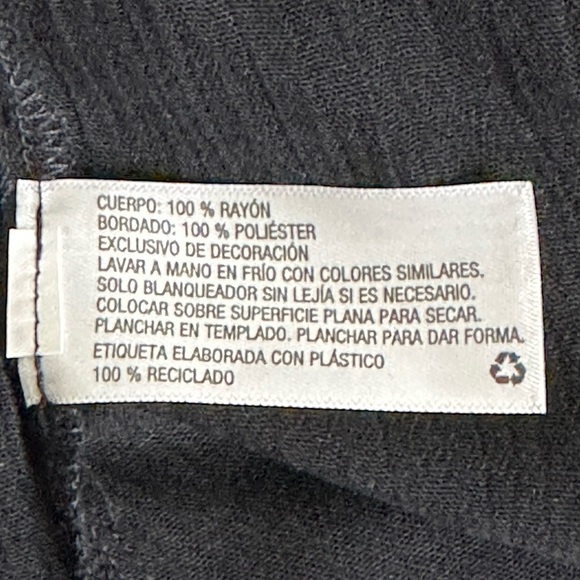 CUERPO: 100 % RAYÓN
BORDADO: 100 % POLIÉSTER
EXCLUSIVO DE DECORACIÓN
LAVAR A MANO EN FRÍO CON COLORES SIMILARES.
SOLO BLANQUEADOR SIN LEJÍA SI ES NECESARIO.
COLOCAR SOBRE SUPERFICIE PLANA PARA SECAR.
PLANCHAR EN TEMPLADO. PLANCHAR PARA DAR FORMA.
ETIQUETA ELABORADA CON PLÁSTICO
100 % RECICLADO